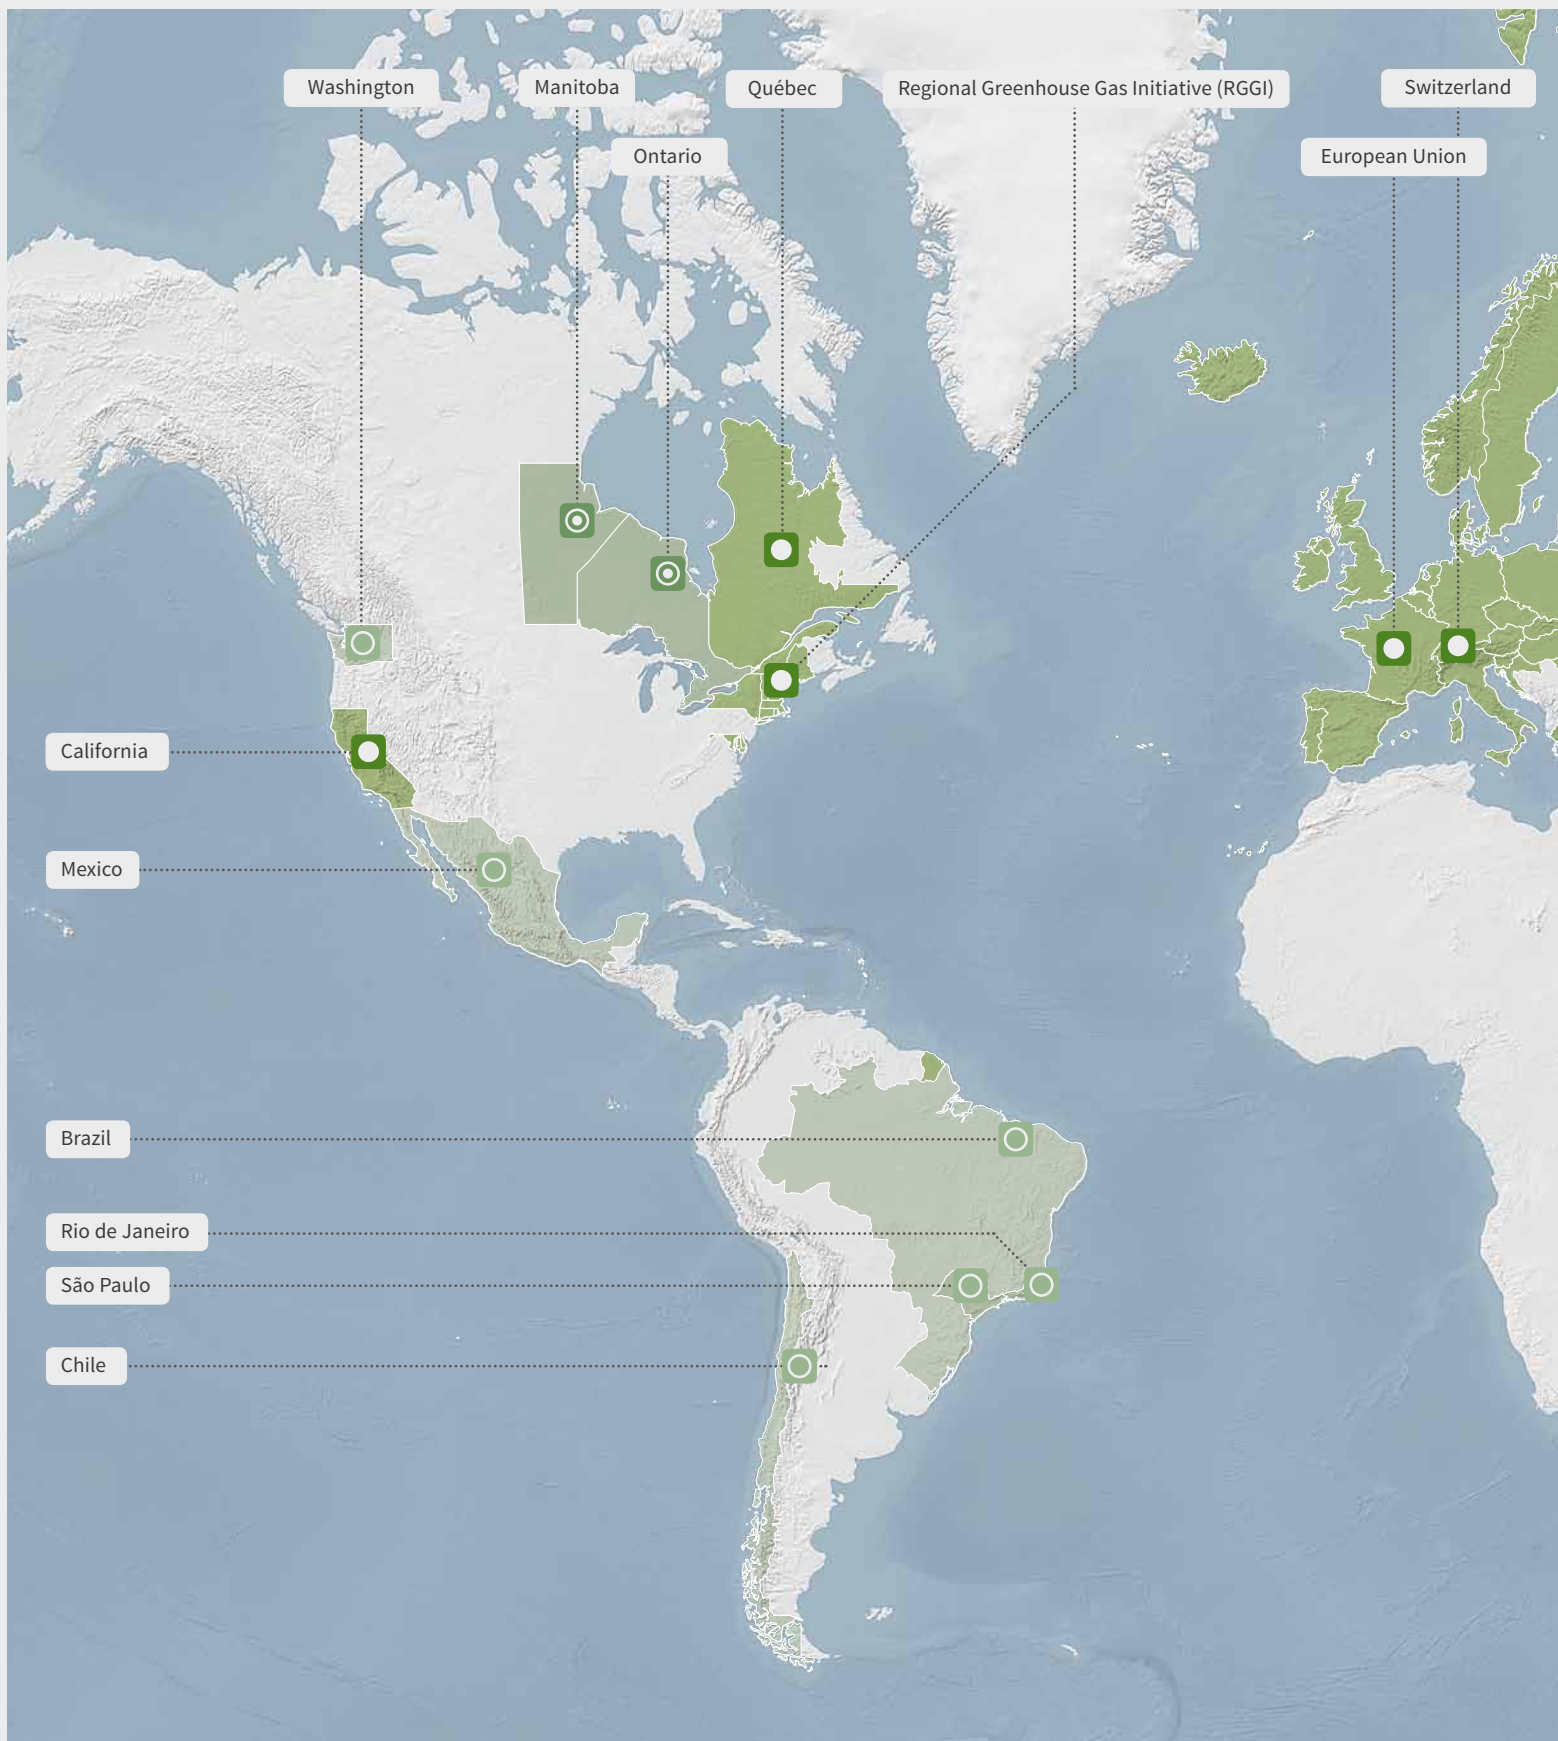 Washington
Manitoba
Québec
Regional Greenhouse Gas Initiative (RGGI)
Switzerland
Ontario
European Union
California
Mexico
Brazil
Rio de Janeiro
São Paulo
Chile